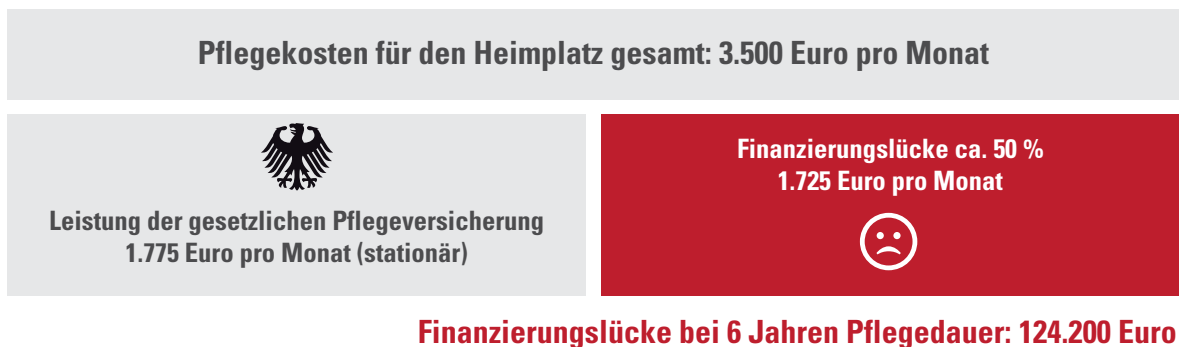 Pflegekosten für den Heimplatz gesamt: 3.500 Euro pro Monat
Leistung der gesetzlichen Pflegeversicherung
1.775 Euro pro Monat (stationär)
Finanzierungslücke ca. 50 %
1.725 Euro pro Monat
Finanzierungslücke bei 6 Jahren Pflegedauer: 124.200 Euro